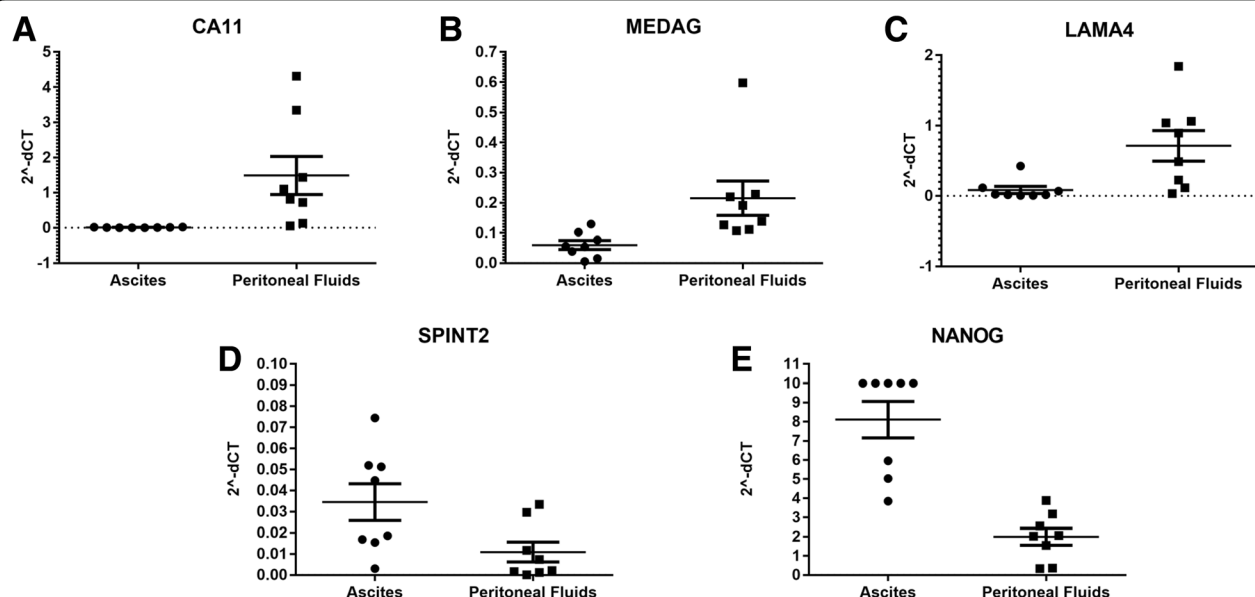 A CA11
5
4
3
2
1
0
-1
2^-dCT
Ascites Peritoneal Fluids
B MEDAG
0.7
0.6
0.5
0.4
0.3
0.2
0.1
0.0
2^-dCT
Ascites Peritoneal Fluids
C LAMA4
2
1
0
-1
2^-dCT
Ascites Peritoneal Fluids
D SPINT2
0.10
0.09
0.08
0.07
0.06
0.05
0.04
0.03
0.02
0.01
0.00
2^-dCT
Ascites Peritoneal Fluids
E NANOG
11
10
9
8
7
6
5
4
3
2
1
0
2^-dCT
Ascites Peritoneal Fluids